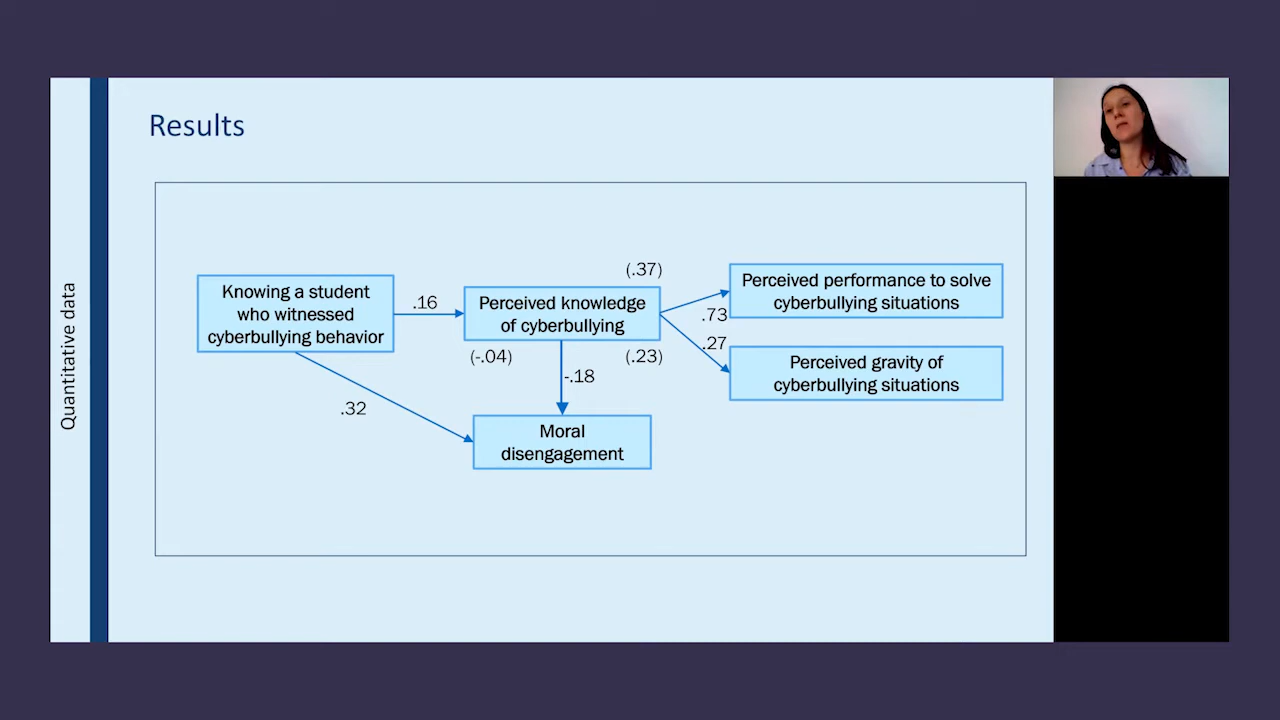 Results
Quantitative data
Knowing a student
who witnessed
cyberbullying behavior
.16
Perceived knowledge
of cyberbullying
(.37)
(-.04)
(.23)
-.18
.32
Moral
disengagement
.73
.27
Perceived performance to solve
cyberbullying situations
Perceived gravity of
cyberbullying situations